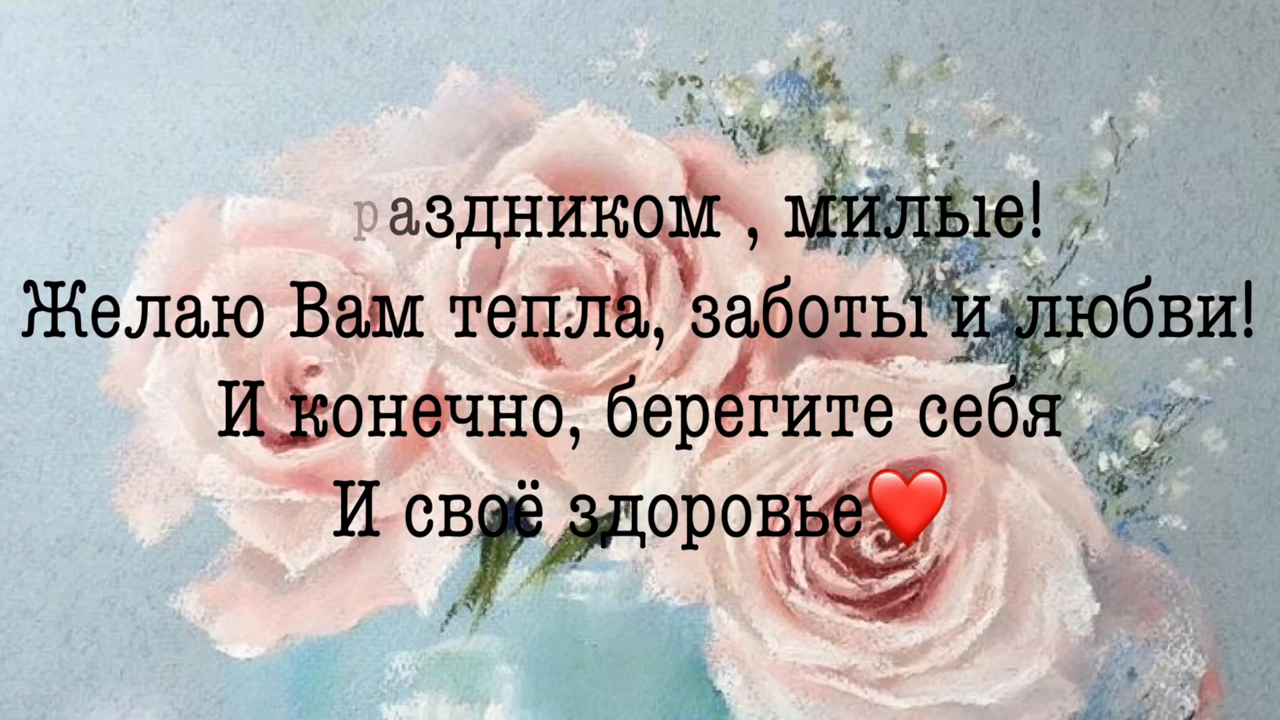 раздником , милые!
Желаю Вам тепла, заботы и любви!
И конечно, берегите себя
И своё здоровье❤️